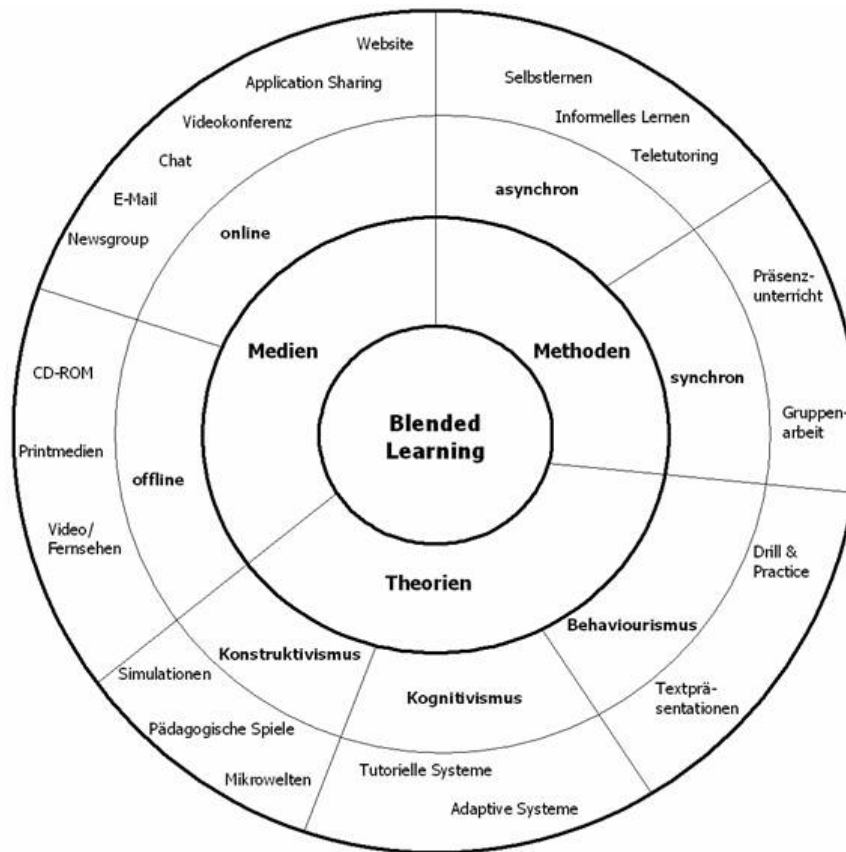 Website
Application Sharing
Videokonferenz
Chat
E-Mail
Newsgroup
online
Selbstlernen
Informelles Lernen
Teletutoring
asynchron
Präsenz-
unterricht
Medien
Methoden
synchron
CD-ROM
Blended
Learning
Gruppen-
arbeit
Printmedien
offline
Video/
Fernsehen
Theorien
Drill &
Practice
Behaviourismus
Konstruktivismus
Simulationen
Kognitivismus
Textprä-
sentationen
Pädagogische Spiele
Mikrowelten
Tutorielle Systeme
Adaptive Systeme